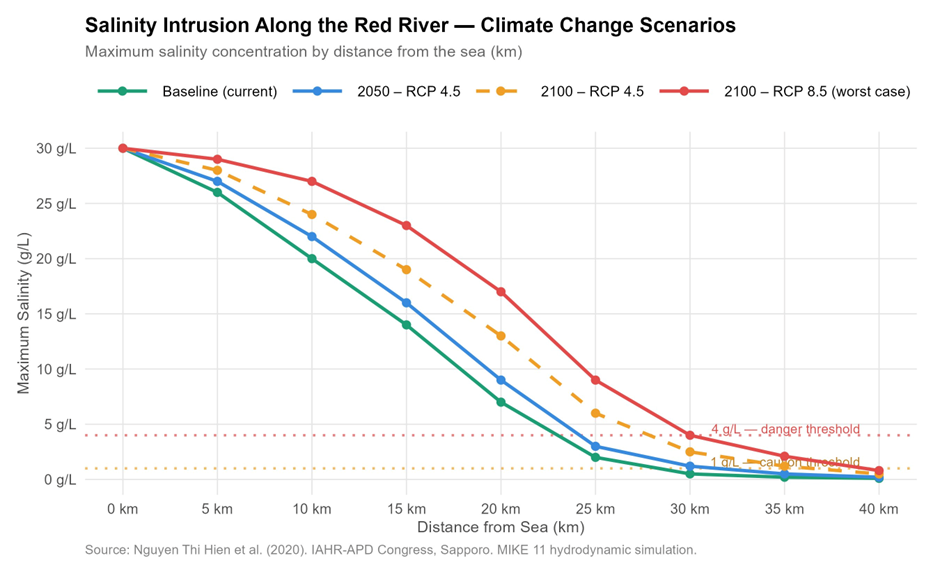 Salinity Intrusion Along the Red River — Climate Change Scenarios
Maximum salinity concentration by distance from the sea (km)
Baseline (current) 2050 – RCP 4.5 2100 – RCP 4.5 2100 – RCP 8.5 (worst case)
Maximum Salinity (g/L)
30 g/L
25 g/L
20 g/L
15 g/L
10 g/L
5 g/L
0 g/L
4 g/L — danger threshold
1 g/L — caution threshold
0 km 5 km 10 km 15 km 20 km 25 km 30 km 35 km 40 km
Distance from Sea (km)
Source: Nguyen Thi Hien et al. (2020). IAHR-APD Congress, Sapporo. MIKE 11 hydrodynamic simulation.